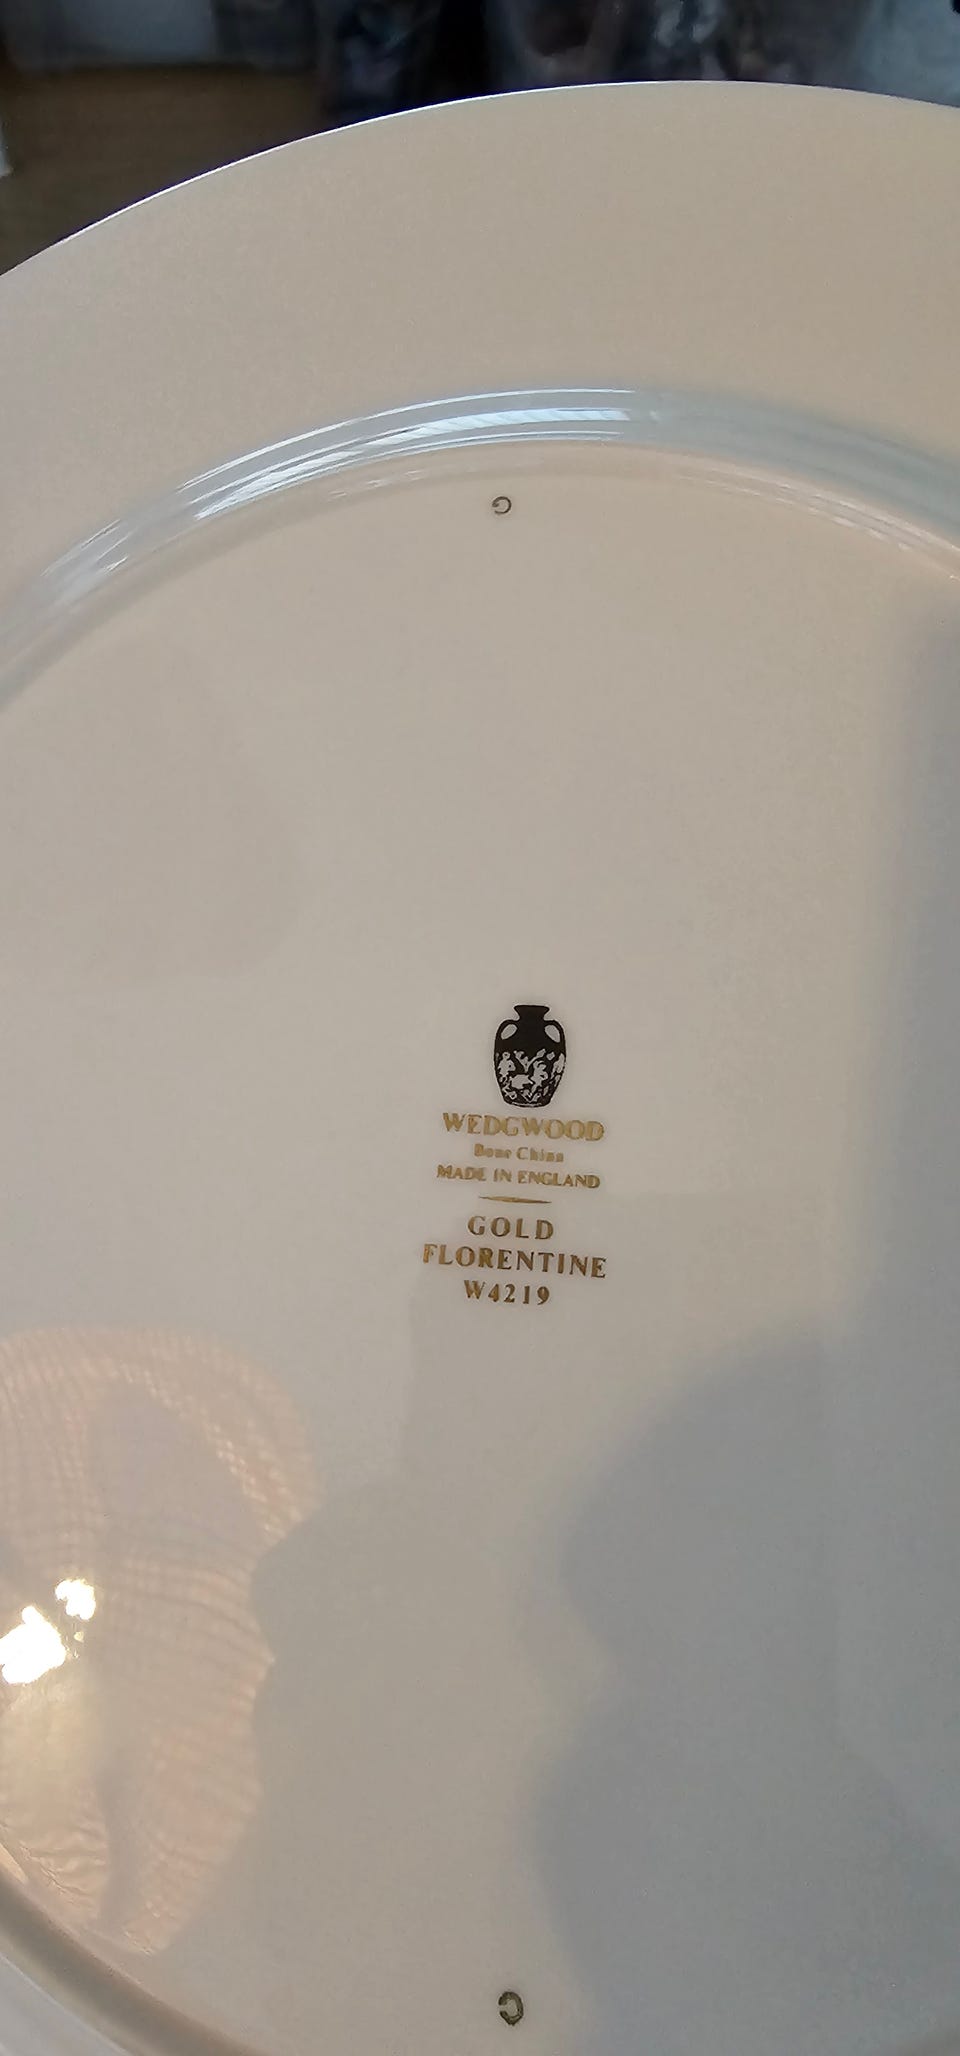 C
WEDGWOOD
Bone China
MADE IN ENGLAND
GOLD
FLORENTINE
W4219
C